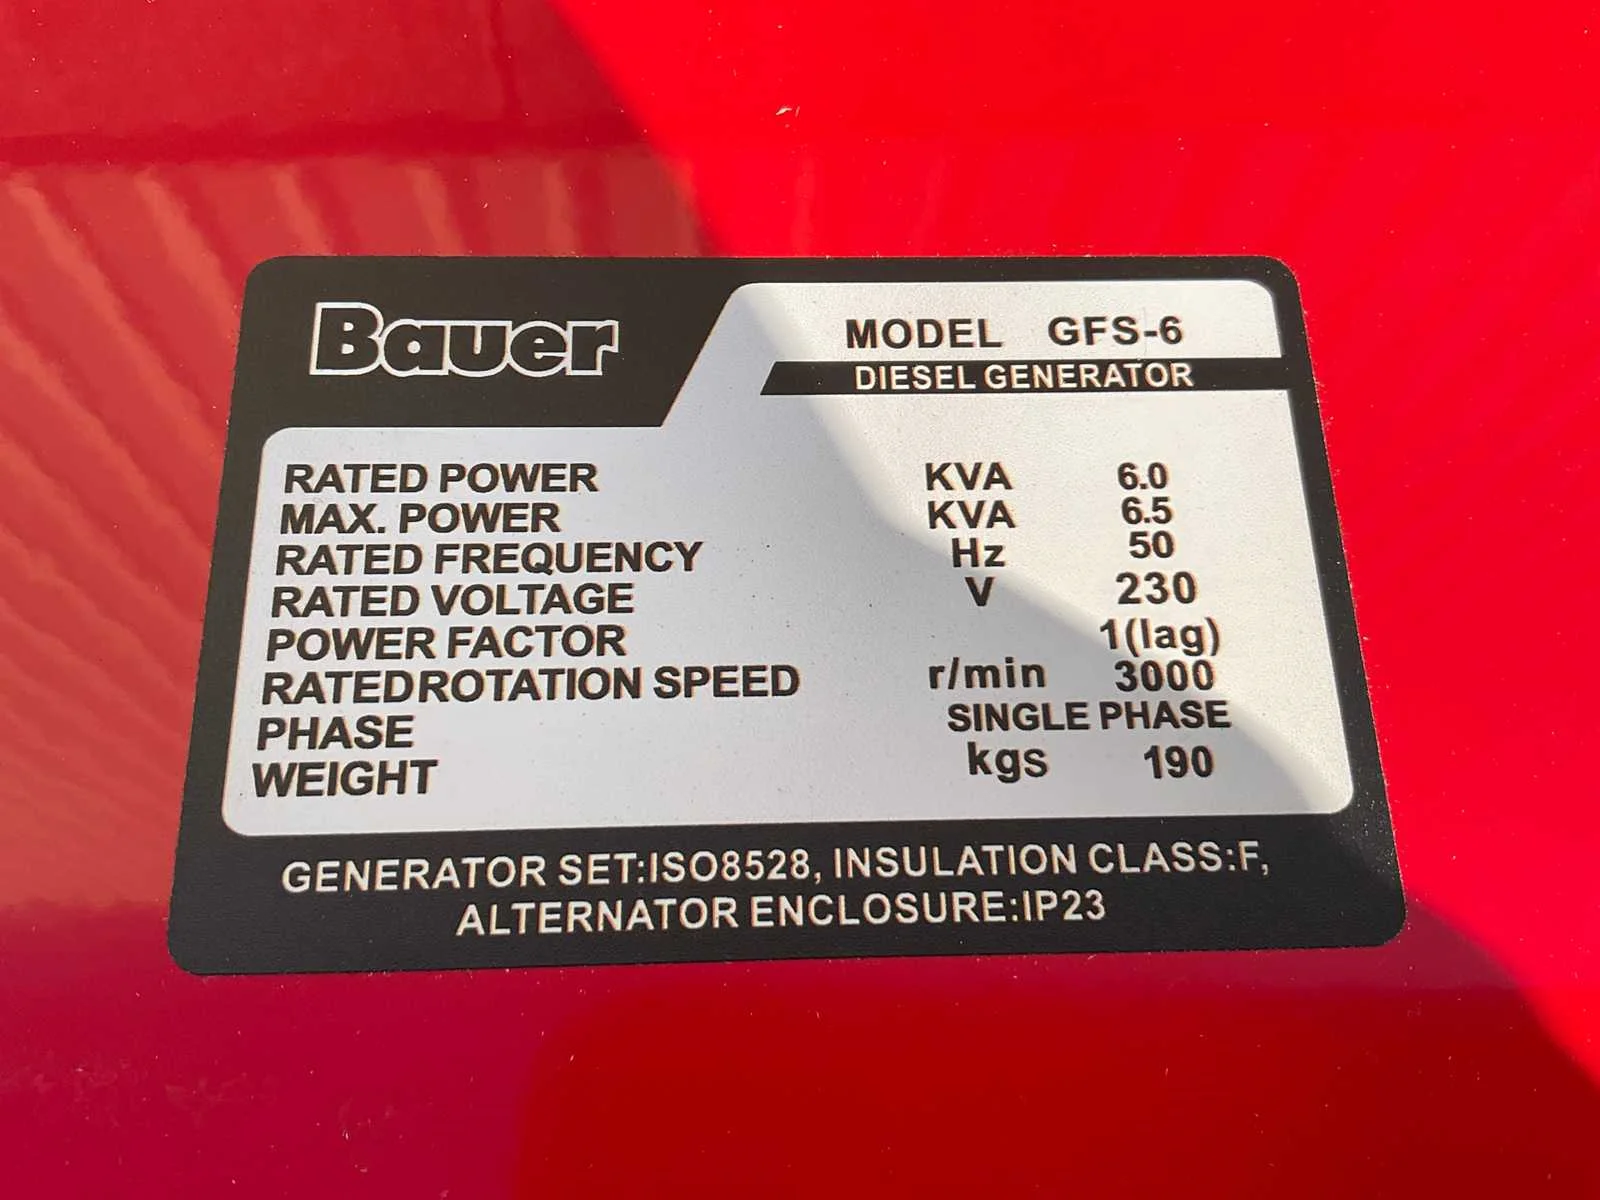 Bauer
MODEL GFS-6
DIESEL GENERATOR
RATED POWER KVA 6.0
MAX. POWER KVA 6.5
RATED FREQUENCY Hz 50
RATED VOLTAGE V 230
POWER FACTOR 1(lag)
RATEDROTATION SPEED r/min 3000
PHASE SINGLE PHASE
WEIGHT kgs 190
GENERATOR SET:ISO8528, INSULATION CLASS:F,
ALTERNATOR ENCLOSURE:IP23